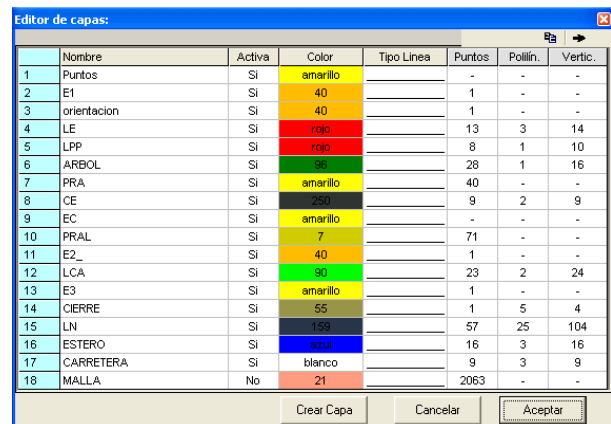 Editor de capas:
Nombre Activa Color Tipo Linea Puntos Polilín. Vertic.
1 Puntos Si amarillo - - -
2 E1 Si 40 1 - -
3 orientacion Si 40 1 - -
4 LE Si rojo 13 3 14
5 LPP Si rojo 8 1 10
6 ARBOL Si 96 28 1 16
7 PRA Si amarillo 40 - -
8 CE Si 250 9 2 9
9 EC Si amarillo - - -
10 PRAL Si 7 71 - -
11 E2_ Si 40 1 - -
12 LCA Si 90 23 2 24
13 E3 Si amarillo 1 - -
14 CIERRE Si 55 1 5 4
15 LN Si 159 57 25 104
16 ESTERO Si azul 16 3 16
17 CARRETERA Si blanco 9 3 9
18 MALLA No 21 2063 - -
Crear Capa Cancelar Aceptar